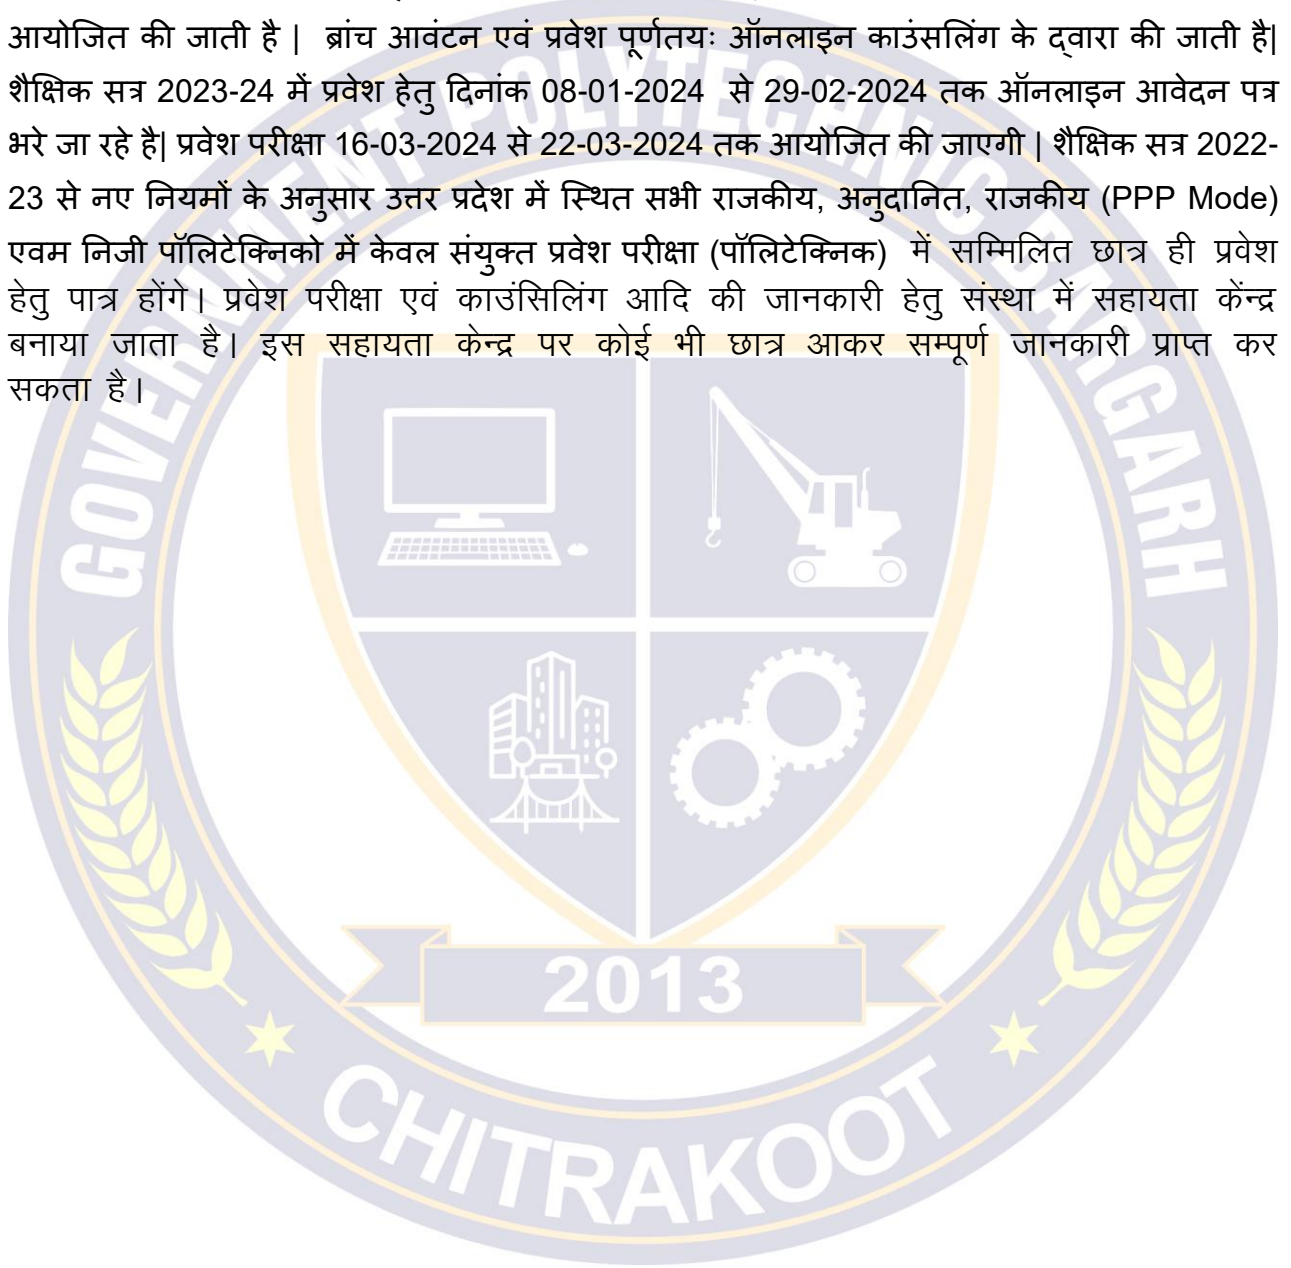 आयोजित की जाती है | ब्रांच आवंटन एवं प्रवेश पूर्णतयः ऑनलाइन काउंसलिंग के द्वारा की जाती है|
शैक्षिक सत्र 2023-24 में प्रवेश हेतु दिनांक 08-01-2024 से 29-02-2024 तक ऑनलाइन आवेदन पत्र
भरे जा रहे है| प्रवेश परीक्षा 16-03-2024 से 22-03-2024 तक आयोजित की जाएगी | शैक्षिक सत्र 2022-
23 से नए नियमों के अनुसार उत्तर प्रदेश में स्थित सभी राजकीय, अनुदानित, राजकीय (PPP Mode)
एवम निजी पॉलिटेक्निको में केवल संयुक्त प्रवेश परीक्षा (पॉलिटेक्निक) में सम्मिलित छात्र ही प्रवेश
हेतु पात्र होंगे। प्रवेश परीक्षा एवं काउंसिलिंग आदि की जानकारी हेतु संस्था में सहायता केंन्द्र
बनाया जाता है। इस सहायता केन्द्र पर कोई भी छात्र आकर सम्पूर्ण जानकारी प्राप्त कर
सकता है।
GOVERNMENT POLYTECHNIC BARGARH
2013
CHITRAKOOT